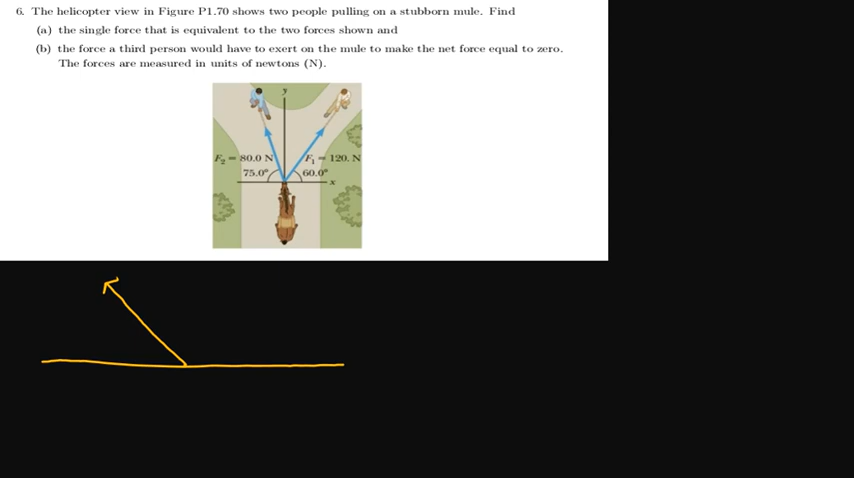 6. The helicopter view in Figure P1.70 shows two people pulling on a stubborn mule. Find
(a) the single force that is equivalent to the two forces shown and
(b) the force a third person would have to exert on the mule to make the net force equal to zero.
The forces are measured in units of newtons (N).
y
F₂ = 80.0 N F₁ = 120. N
75.0° 60.0°
x